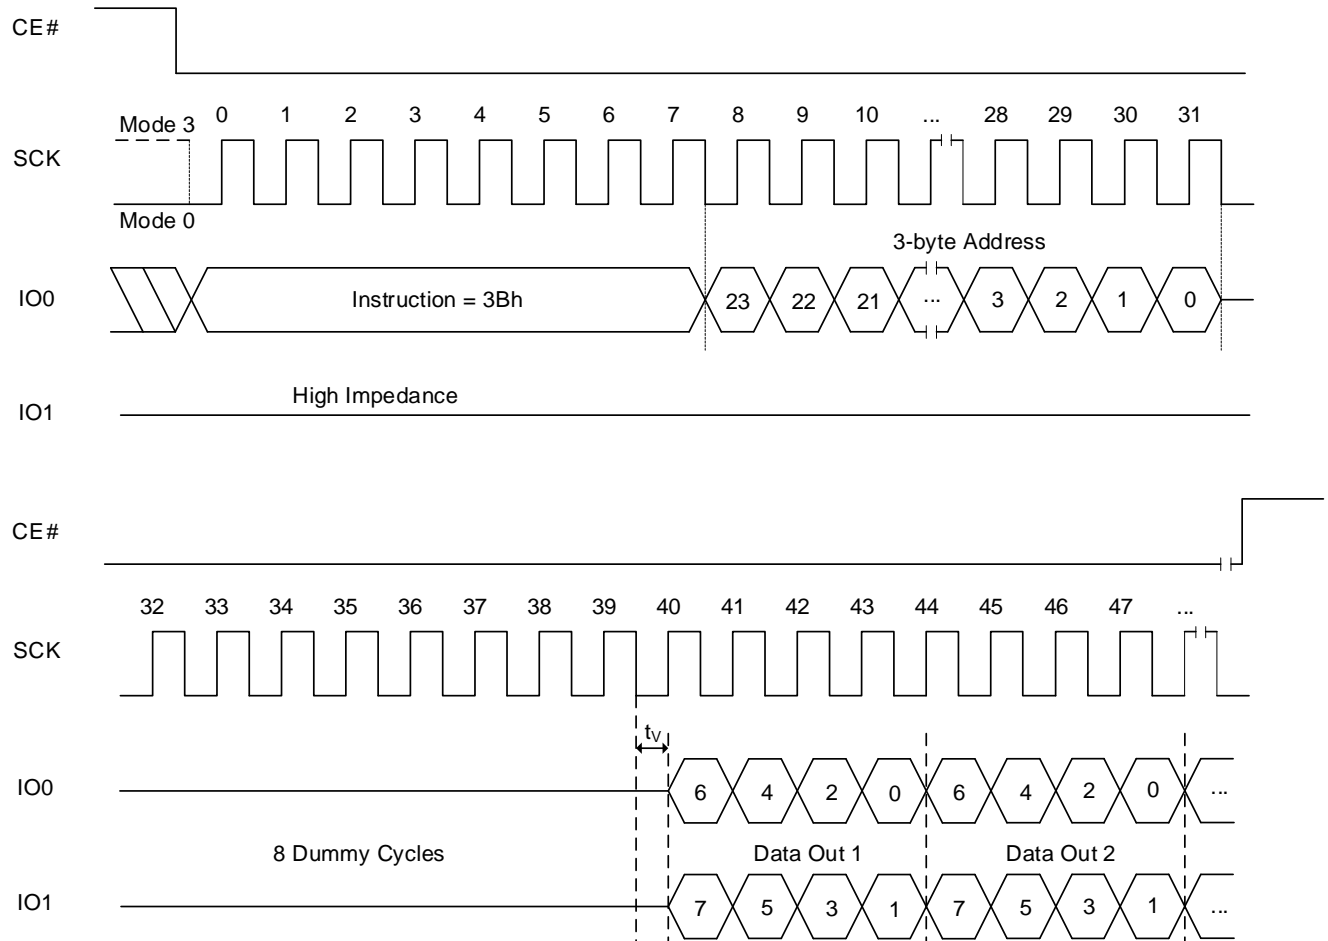 CE#
Mode 3
0 1 2 3 4 5 6 7 8 9 10 ... 28 29 30 31
SCK
Mode 0
3-byte Address
IO0
Instruction = 3Bh
23 22 21 ... 3 2 1 0
High Impedance
IO1
CE#
32 33 34 35 36 37 38 39 40 41 42 43 44 45 46 47 ...
SCK
tV
IO0
6 4 2 0 6 4 2 0 ...
8 Dummy Cycles
Data Out 1
Data Out 2
IO1
7 5 3 1 7 5 3 1 ...